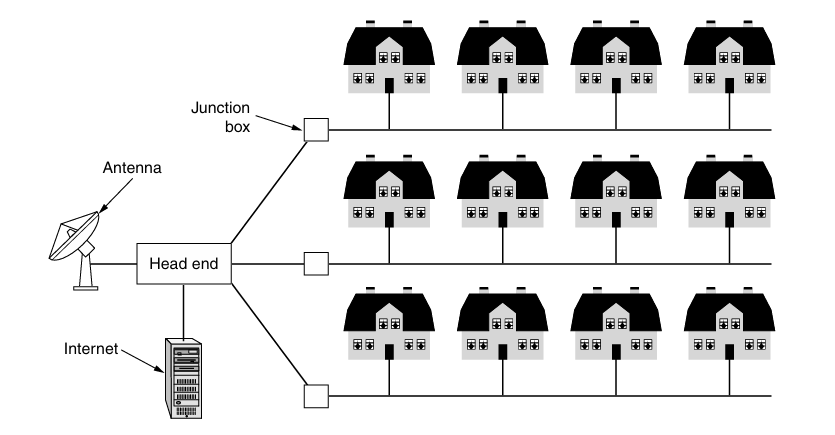 Junction
box
Antenna
Head end
Internet